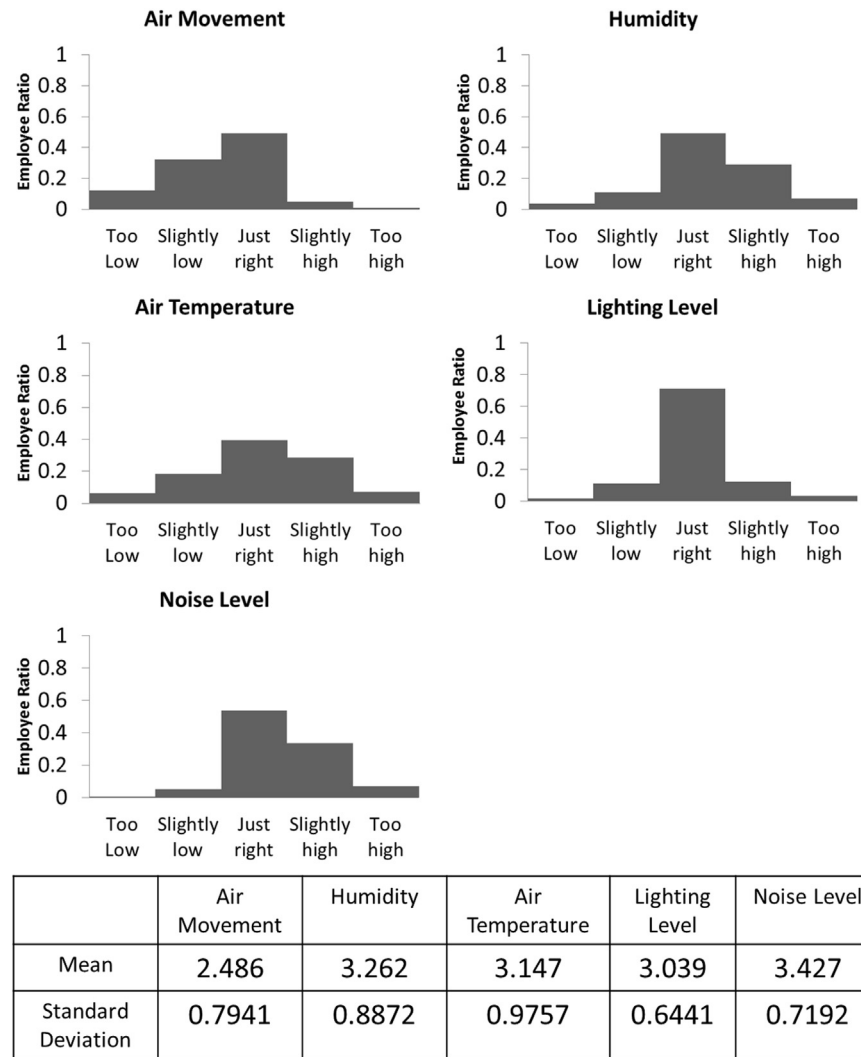 Air Movement
Employee Ratio
1
0.8
0.6
0.4
0.2
0
Too Slightly Just Slightly Too
Low low right high high
Humidity
Employee Ratio
1
0.8
0.6
0.4
0.2
0
Too Slightly Just Slightly Too
Low low right high high
Air Temperature
Employee Ratio
1
0.8
0.6
0.4
0.2
0
Too Slightly Just Slightly Too
Low low right high high
Lighting Level
Employee Ratio
1
0.8
0.6
0.4
0.2
0
Too Slightly Just Slightly Too
Low low right high high
Noise Level
Employee Ratio
1
0.8
0.6
0.4
0.2
0
Too Slightly Just Slightly Too
Low low right high high
Air Humidity Air Lighting Noise Level
Movement Temperature Level
Mean 2.486 3.262 3.147 3.039 3.427
Standard 0.7941 0.8872 0.9757 0.6441 0.7192
Deviation